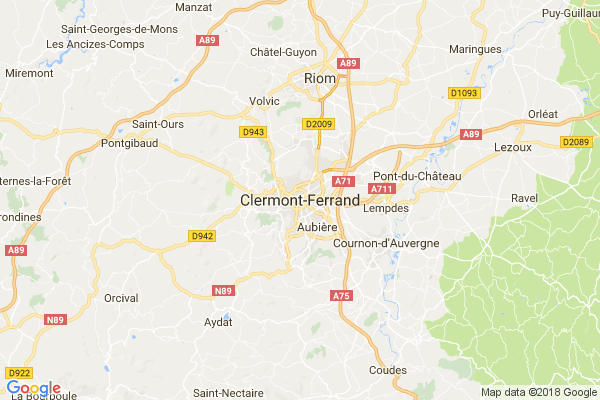 Manzat
Puy-Guillaum
Saint-Georges-de-Mons
Les Ancizes-Comps
A89
Châtel-Guyon
Maringues
A89
Miremont
Riom
Volvic
D1093
Orléat
Saint-Ours
D943
D2009
A89
Pontgibaud
D2089
Lezoux
ternes-la-Forêt
A71
Pont-du-Château
A711
Ravel
Clermont-Ferrand
Lempdes
rondines
Aubière
D942
Cournon-d'Auvergne
A89
N89
A75
Orcival
N89
Aydat
D922
Coudes
La Bourboule
Saint-Nectaire
Map data ©2018 Google